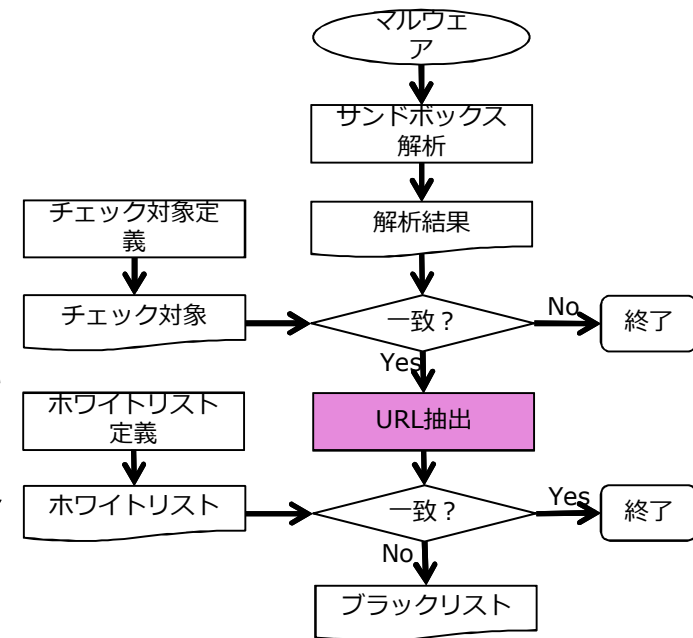 マルウェ
ア
サンドボックス
解析
チェック対象定
義
解析結果
チェック対象
一致？
No
終了
Yes
ホワイトリスト
定義
URL抽出
ホワイトリスト
一致？
Yes
終了
No
ブラックリスト